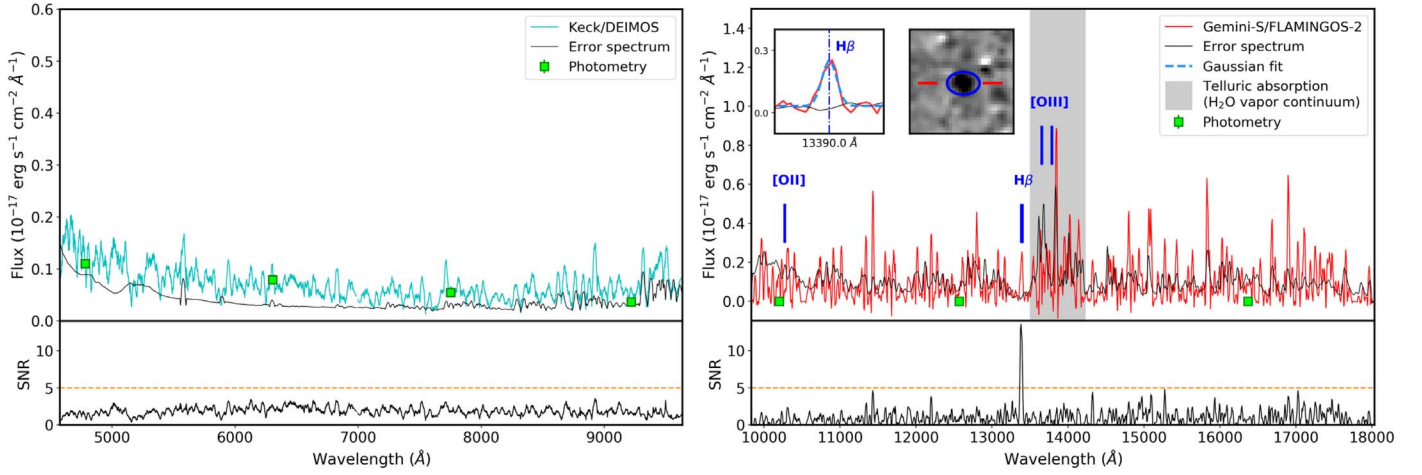 Keck/DEIMOS
Error spectrum
Photometry
Flux (10⁻¹⁷ erg s⁻¹ cm⁻² Å⁻¹)
0.6
0.5
0.4
0.3
0.2
0.1
0.0
SNR
10
5
0
5000 6000 7000 8000 9000
Wavelength (Å)
Gemini-S/FLAMINGOS-2
Error spectrum
Gaussian fit
Telluric absorption
(H₂O vapor continuum)
Photometry
0.3
0.0
Hβ
13390.0 Å
[OIII]
[OII]
Hβ
Flux (10⁻¹⁷ erg s⁻¹ cm⁻² Å⁻¹)
1.4
1.2
1.0
0.8
0.6
0.4
0.2
0.0
SNR
10
5
0
10000 11000 12000 13000 14000 15000 16000 17000 18000
Wavelength (Å)